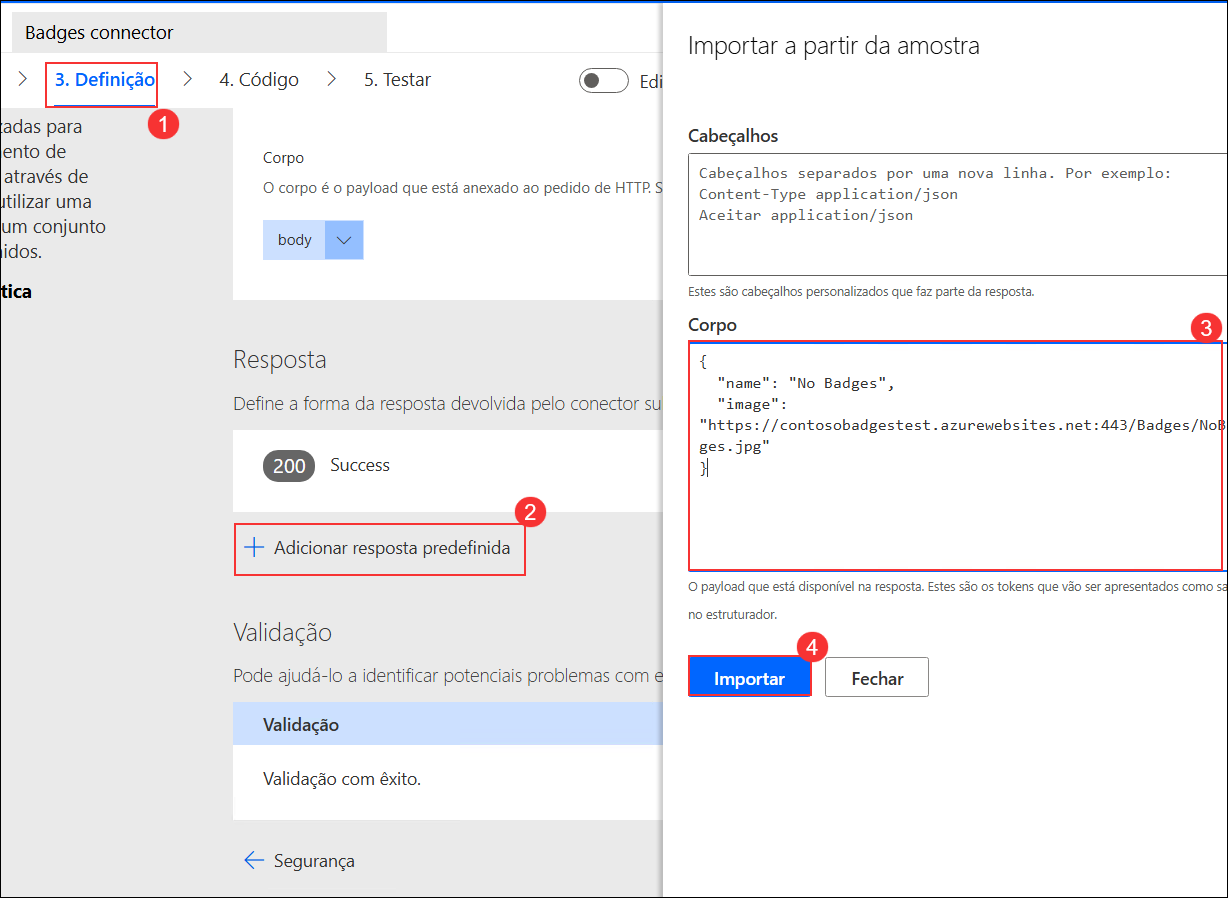 Badges connector
3. Definição
4. Código
5. Testar
1
para
de
através de
utilizar uma
um conjunto
Corpo
O corpo é o payload que está anexado ao pedido de HTTP. S
body
Resposta
Define a forma da resposta devolvida pelo conector su
200 Success
2
Adicionar resposta predefinida
Validação
Pode ajudá-lo a identificar potenciais problemas com e
Validação
Validação com êxito.
Segurança
Importar a partir da amostra
Cabeçalhos
Cabeçalhos separados por uma nova linha. Por exemplo:
Content-Type application/json
Aceitar application/json
Estes são cabeçalhos personalizados que faz parte da resposta.
Corpo
3
{
"name": "No Badges",
"image":
"https://contosobadgestest.azurewebsites.net:443/Badges/NoB
ges.jpg"
}
O payload que está disponível na resposta. Estes são os tokens que vão ser apresentados como sa
no estruturador.
4
Importar
Fechar